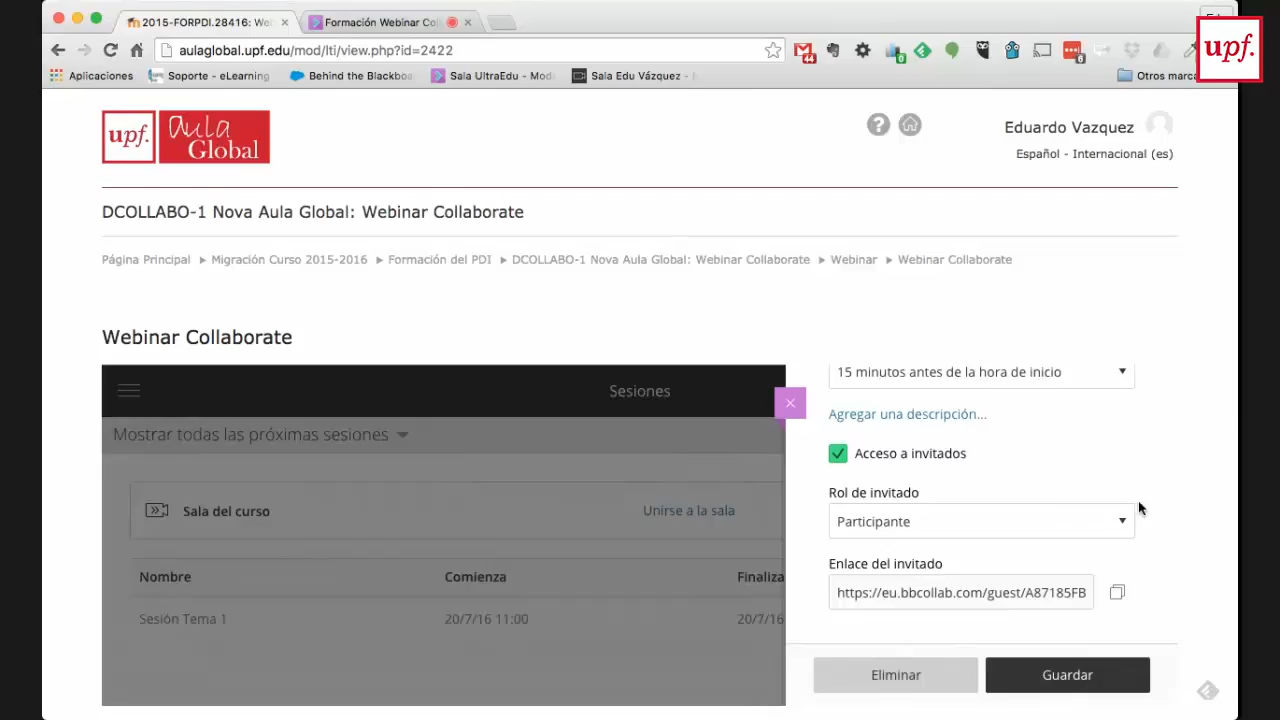 2015-FORPDI.28416: We
Formación Webinar Co
aulaglobal.upf.edu/mod/lti/view.php?id=2422
44
0
6
Aplicaciones
Soporte - eLearning
Behind the Blackbo
Sala UltraEdu - Mod
Sala Edu Vázquez -
Otros marca
upf.
upf.
Aula
Global
?
Eduardo Vazquez
Español - Internacional (es)
DCOLLABO-1 Nova Aula Global: Webinar Collaborate
Página Principal ► Migración Curso 2015-2016 ► Formación del PDI ► DCOLLABO-1 Nova Aula Global: Webinar Collaborate ► Webinar ► Webinar Collaborate
Webinar Collaborate
Sesiones
Mostrar todas las próximas sesiones
Sala del curso
Unirse a la sala
Nombre Comienza Finaliza
Sesión Tema 1 20/7/16 11:00 20/7/16
15 minutos antes de la hora de inicio
Agregar una descripción...
Acceso a invitados
Rol de invitado
Participante
Enlace del invitado
https://eu.bbcollab.com/guest/A87185FB
Eliminar
Guardar